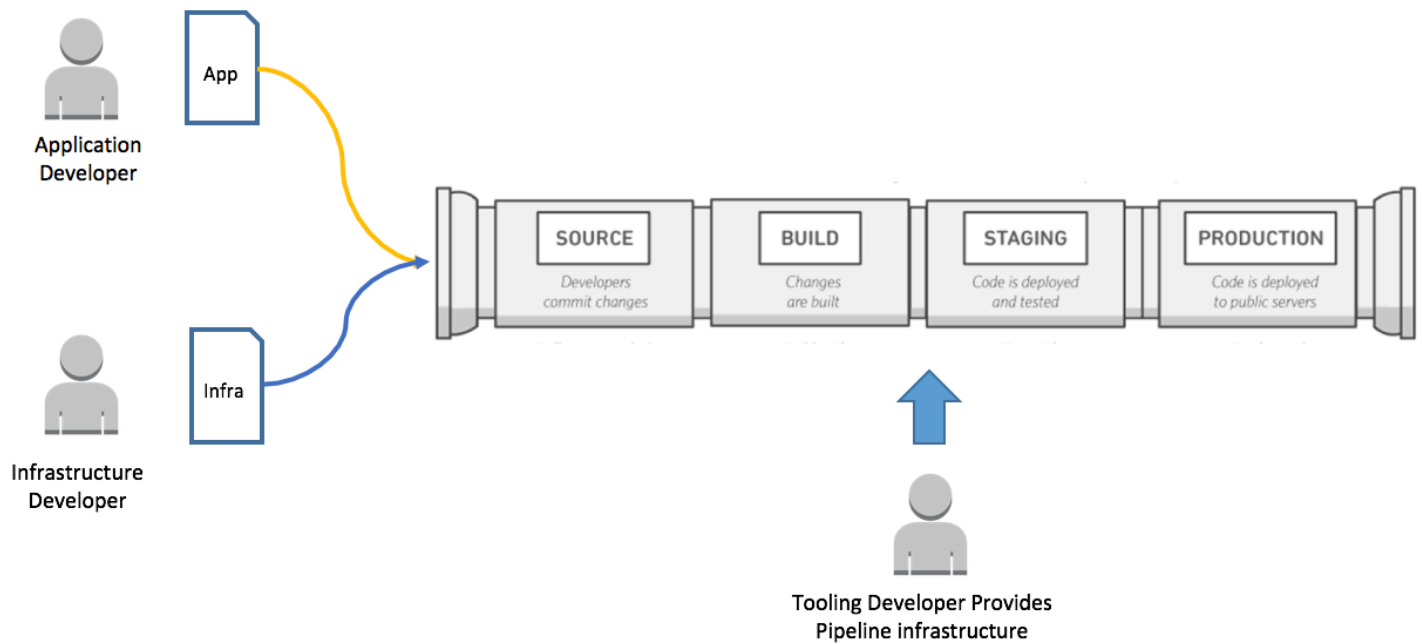 App
Application
Developer
SOURCE
Developers
commit changes
BUILD
Changes
are built
STAGING
Code is deployed
and tested
PRODUCTION
Code is deployed
to public servers
Infra
Infrastructure
Developer
Tooling Developer Provides
Pipeline infrastructure